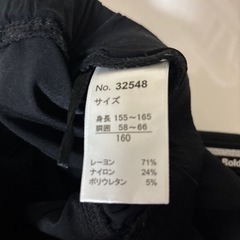 No. 32548
サイズ
身長 155～165
胴囲 58～66
160
レーヨン 71%
ナイロン 24%
ポリウレタン 5%